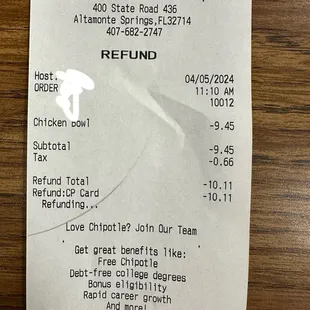 400 State Road 436
Altamonte Springs,FL32714
407-682-2747
REFUND
Host: 04/05/2024
ORDER 11:10 AM
10012
Chicken Bowl -9.45
Subtotal -9.45
Tax -0.66
Refund Total -10.11
Refund:CP Card -10.11
Refunding...
Love Chipotle? Join Our Team
Get great benefits like:
Free Chipotle
Debt-free college degrees
Bonus eligibility
Rapid career growth
And more!